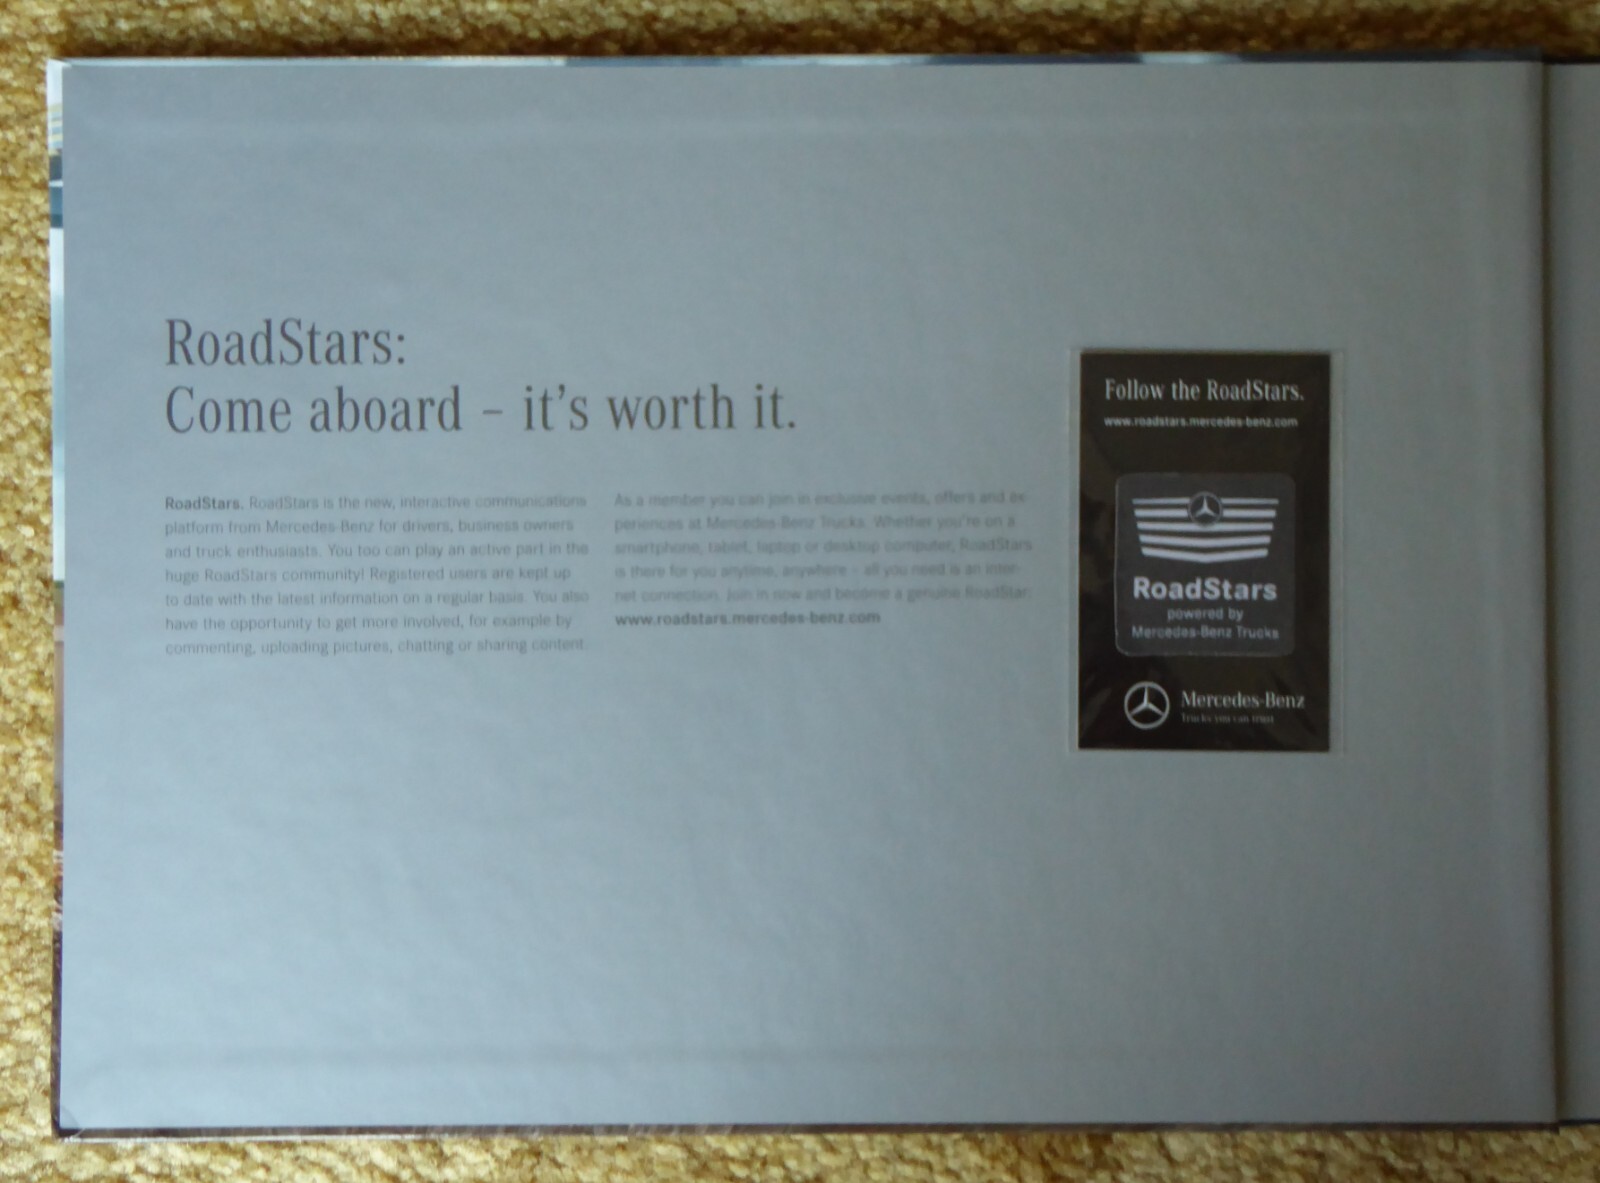 RoadStars:
Come aboard – it's worth it.
RoadStars. RoadStars is the new, interactive communications
platform from Mercedes-Benz for drivers, business owners
and truck enthusiasts. You too can play an active part in the
huge RoadStars community! Registered users are kept up
to date with the latest information on a regular basis. You also
have the opportunity to get more involved, for example by
commenting, uploading pictures, chatting or sharing content.
As a member you can join in exclusive events, offers and ex-
periences at Mercedes-Benz Trucks. Whether you're on a
smartphone, tablet, laptop or desktop computer, RoadStars
is there for you anytime, anywhere – all you need is an inter-
net connection. Join in now and become a genuine RoadStar:
www.roadstars.mercedes-benz.com
Follow the RoadStars.
www.roadstars.mercedes-benz.com
RoadStars
powered by
Mercedes-Benz Trucks
Mercedes-Benz
Trucks you can trust